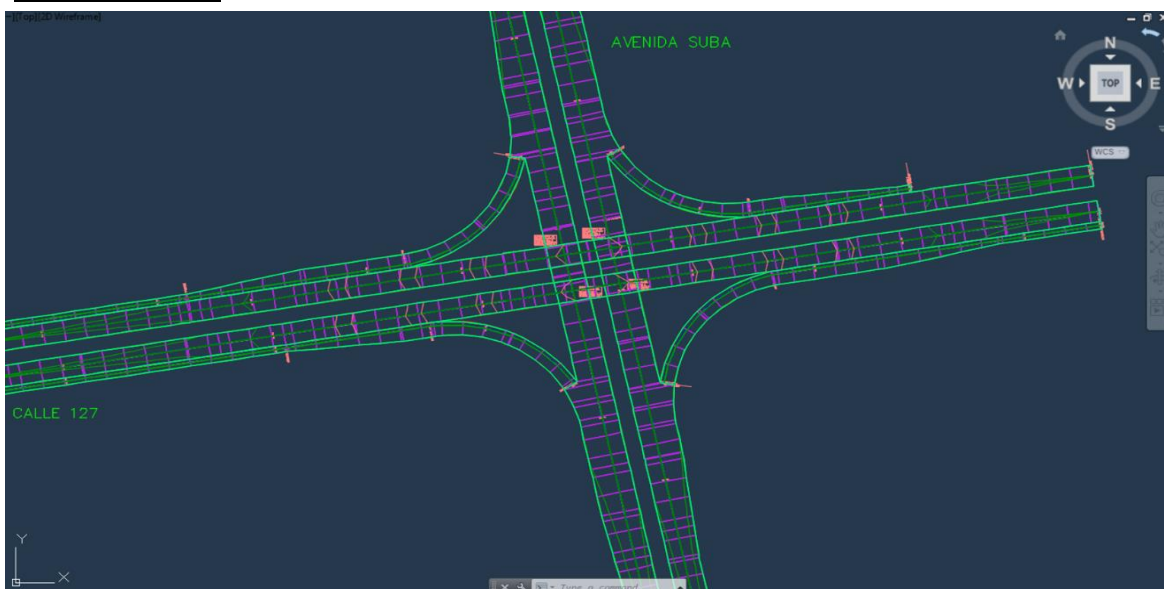 [Top][2D Wireframe]
AVENIDA SUBA
N
W TOP E
S
WCS
CALLE 127
Y
X
Type a command